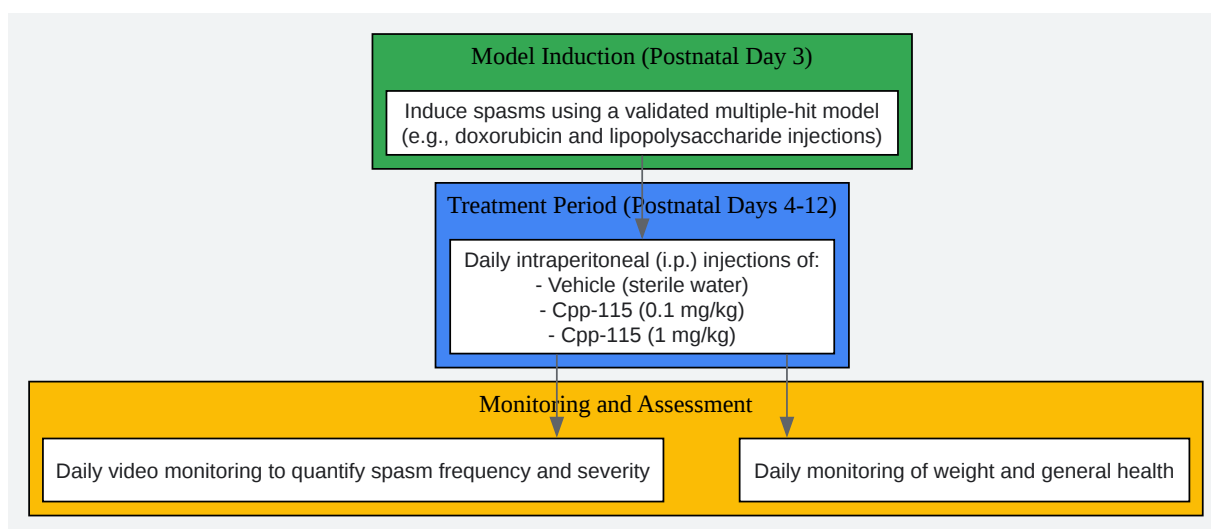 Model Induction (Postnatal Day 3)
Induce spasms using a validated multiple-hit model
(e.g., doxorubicin and lipopolysaccharide injections)
Treatment Period (Postnatal Days 4-12)
Daily intraperitoneal (i.p.) injections of:
- Vehicle (sterile water)
- Cpp-115 (0.1 mg/kg)
- Cpp-115 (1 mg/kg)
Monitoring and Assessment
Daily video monitoring to quantify spasm frequency and severity
Daily monitoring of weight and general health